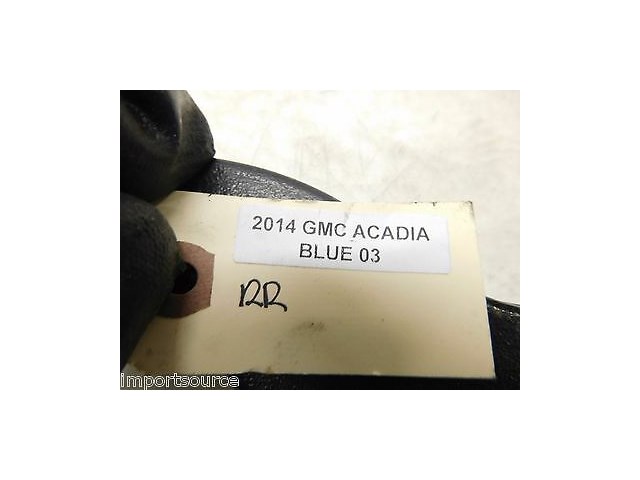 2014 GMC ACADIA
BLUE 03
RR
importsource